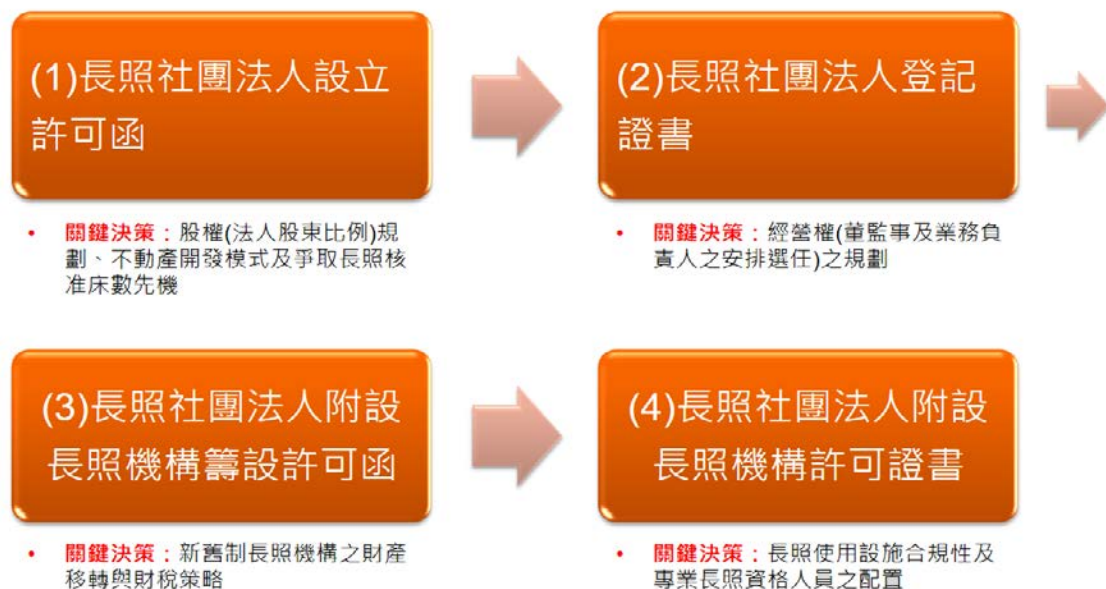 (1)長照社團法人設立
許可函
• 關鍵決策：股權(法人股東比例)規
劃、不動產開發模式及爭取長照核
准床數先機
(2)長照社團法人登記
證書
• 關鍵決策：經營權(董監事及業務負
責人之安排選任)之規劃
(3)長照社團法人附設
長照機構籌設許可函
• 關鍵決策：新舊制長照機構之財產
移轉與財稅策略
(4)長照社團法人附設
長照機構許可證書
• 關鍵決策：長照使用設施合規性及
專業長照資格人員之配置